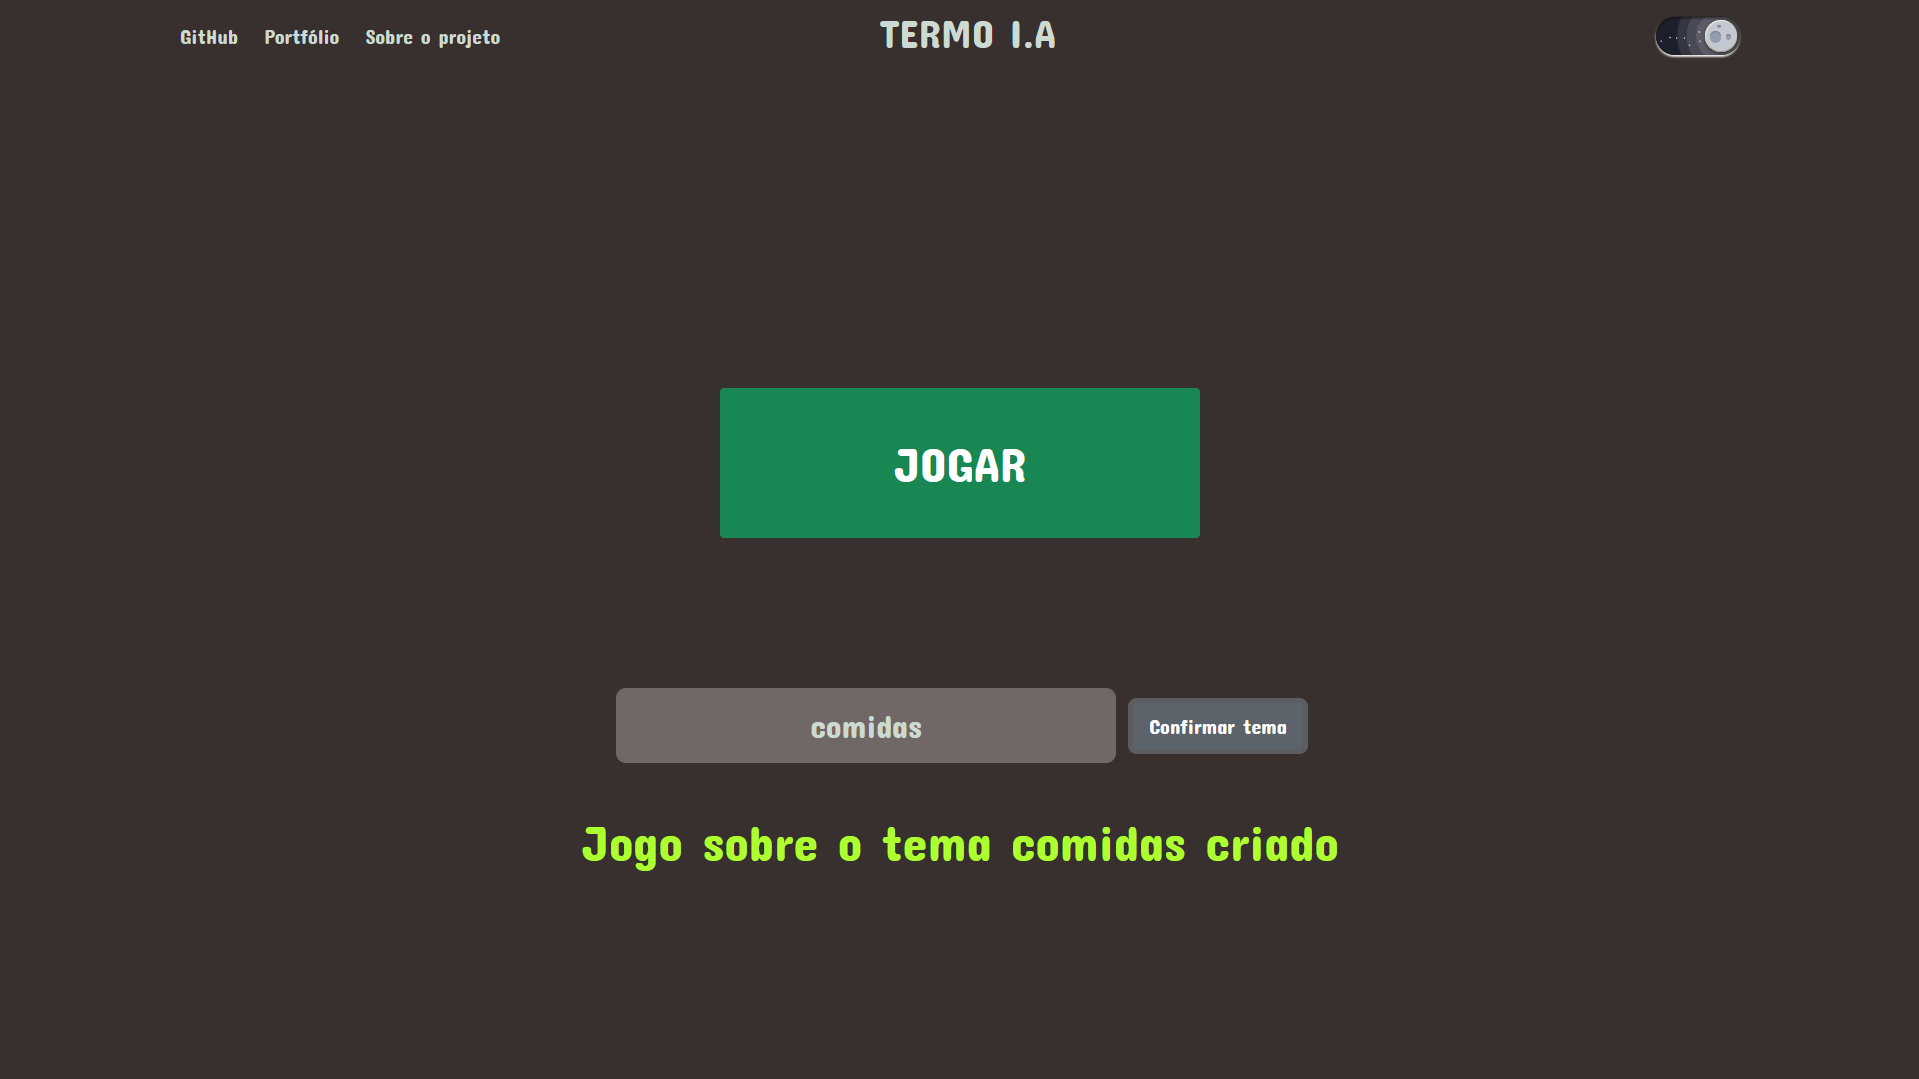 GitHub Portfólio Sobre o projeto TERMO I.A
JOGAR
comidas Confirmar tema
Jogo sobre o tema comidas criado